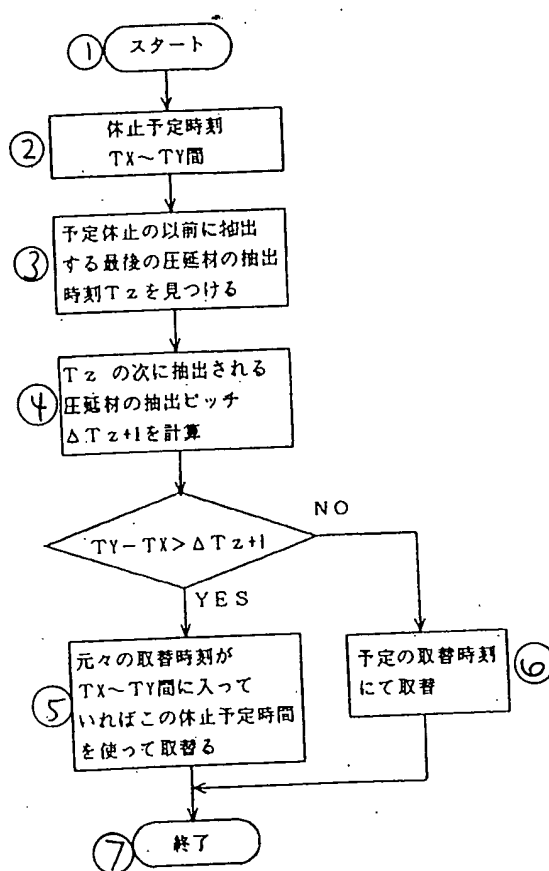 ① スタート
② 休止予定時刻
TX～TY間
③ 予定休止の以前に抽出
する最後の圧延材の抽出
時刻Tzを見つける
④ Tz の次に抽出される
圧延材の抽出ピッチ
ΔTz+1を計算
TY-TX>ΔTz+1
NO
YES
⑤ 元々の取替時刻が
TX～TY間に入って
いればこの休止予定時間
を使って取替る
予定の取替時刻
にて取替 ⑥
⑦ 終了